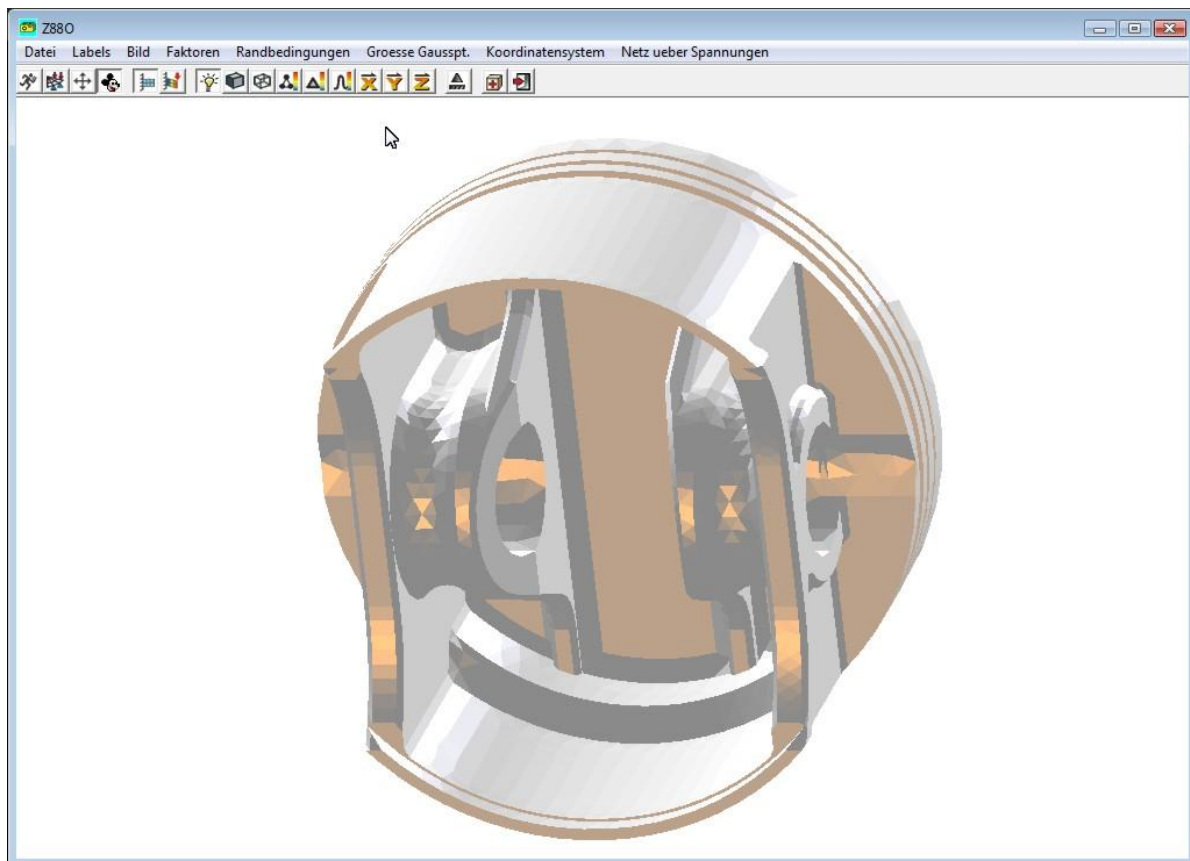 Z88O
Datei Labels Bild Faktoren Randbedingungen Groesse Gausspt. Koordinatensystem Netz ueber Spannungen
X Y Z